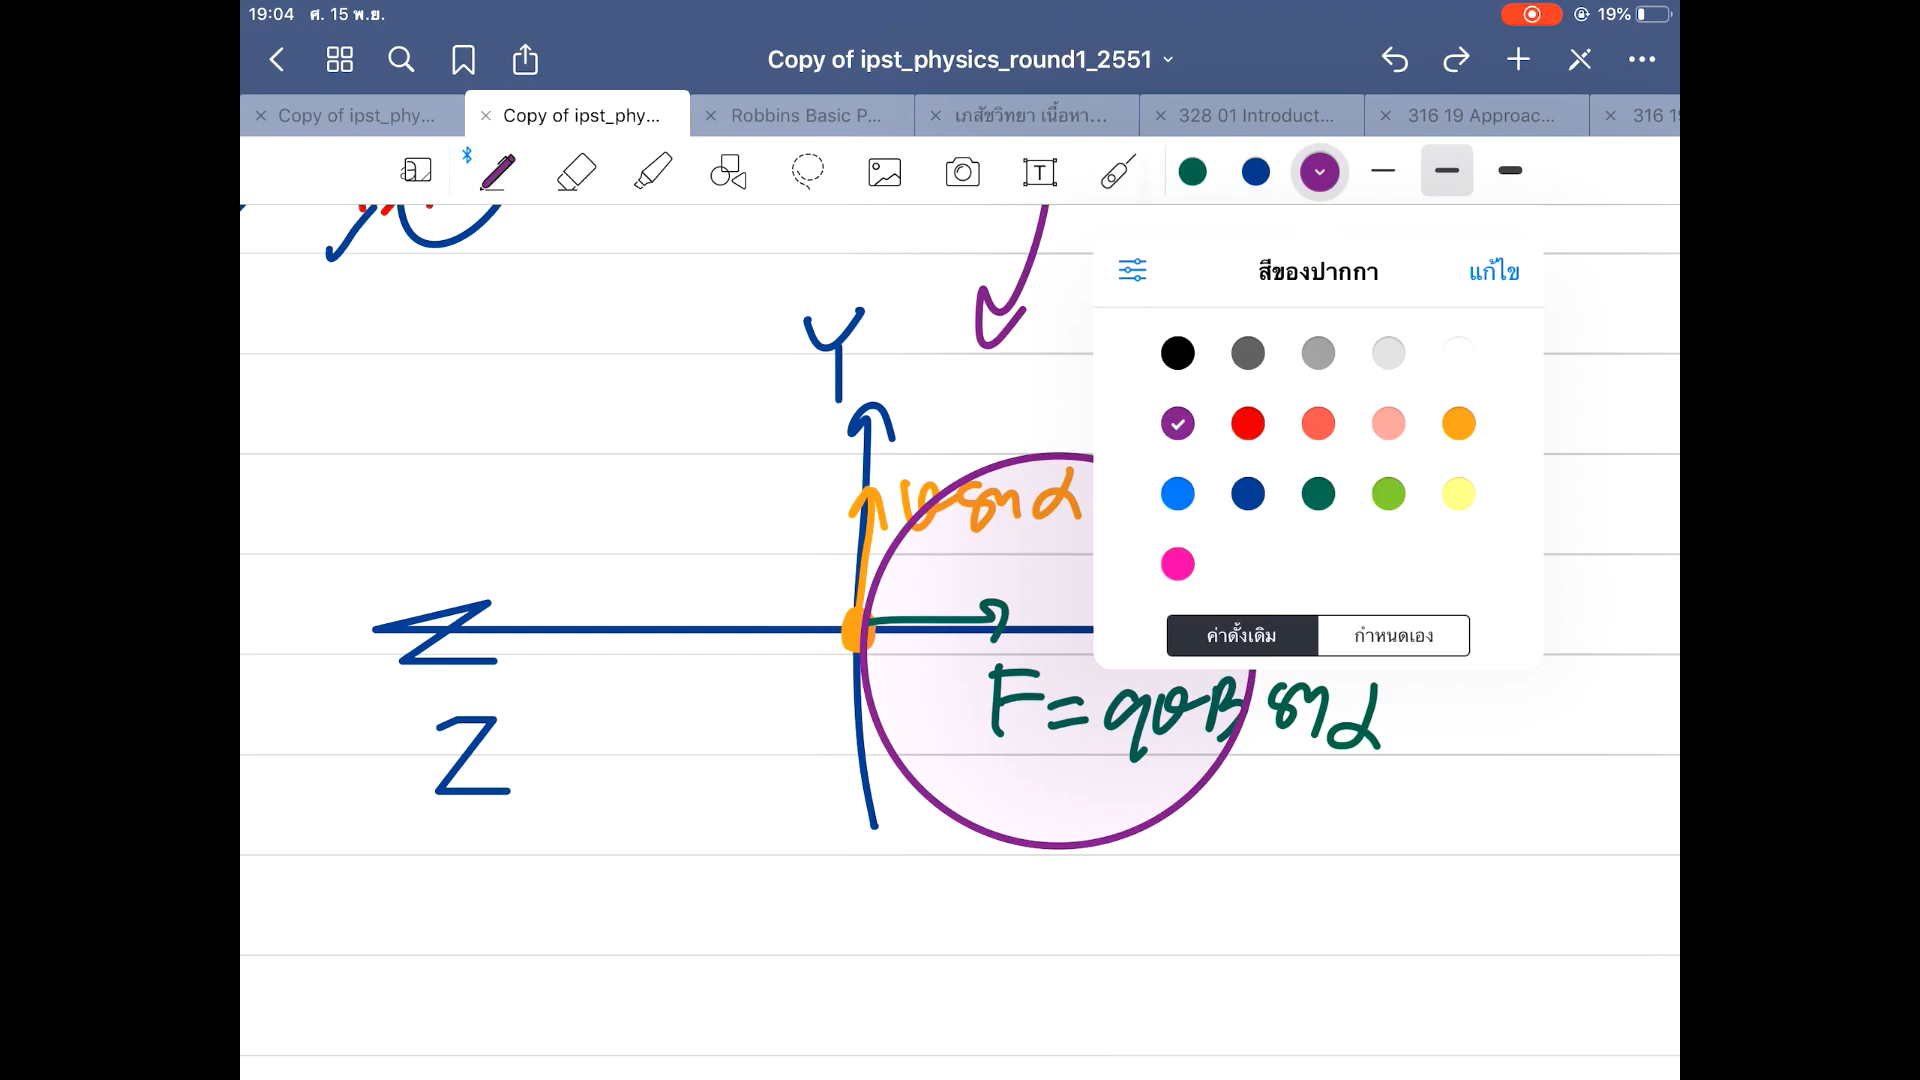 19:04 ศ. 15 พ.ย. 19%
Copy of ipst_physics_round1_2551
Copy of ipst_phy... Copy of ipst_phy... Robbins Basic P... เภสัชวิทยา เนื้อหา... 328 01 Introduct... 316 19 Approac... 316 19
a T
สีของปากกา แก้ไข
Y
v sin α
ค่าดั้งเดิม กำหนดเอง
F = qvB sin α
Z